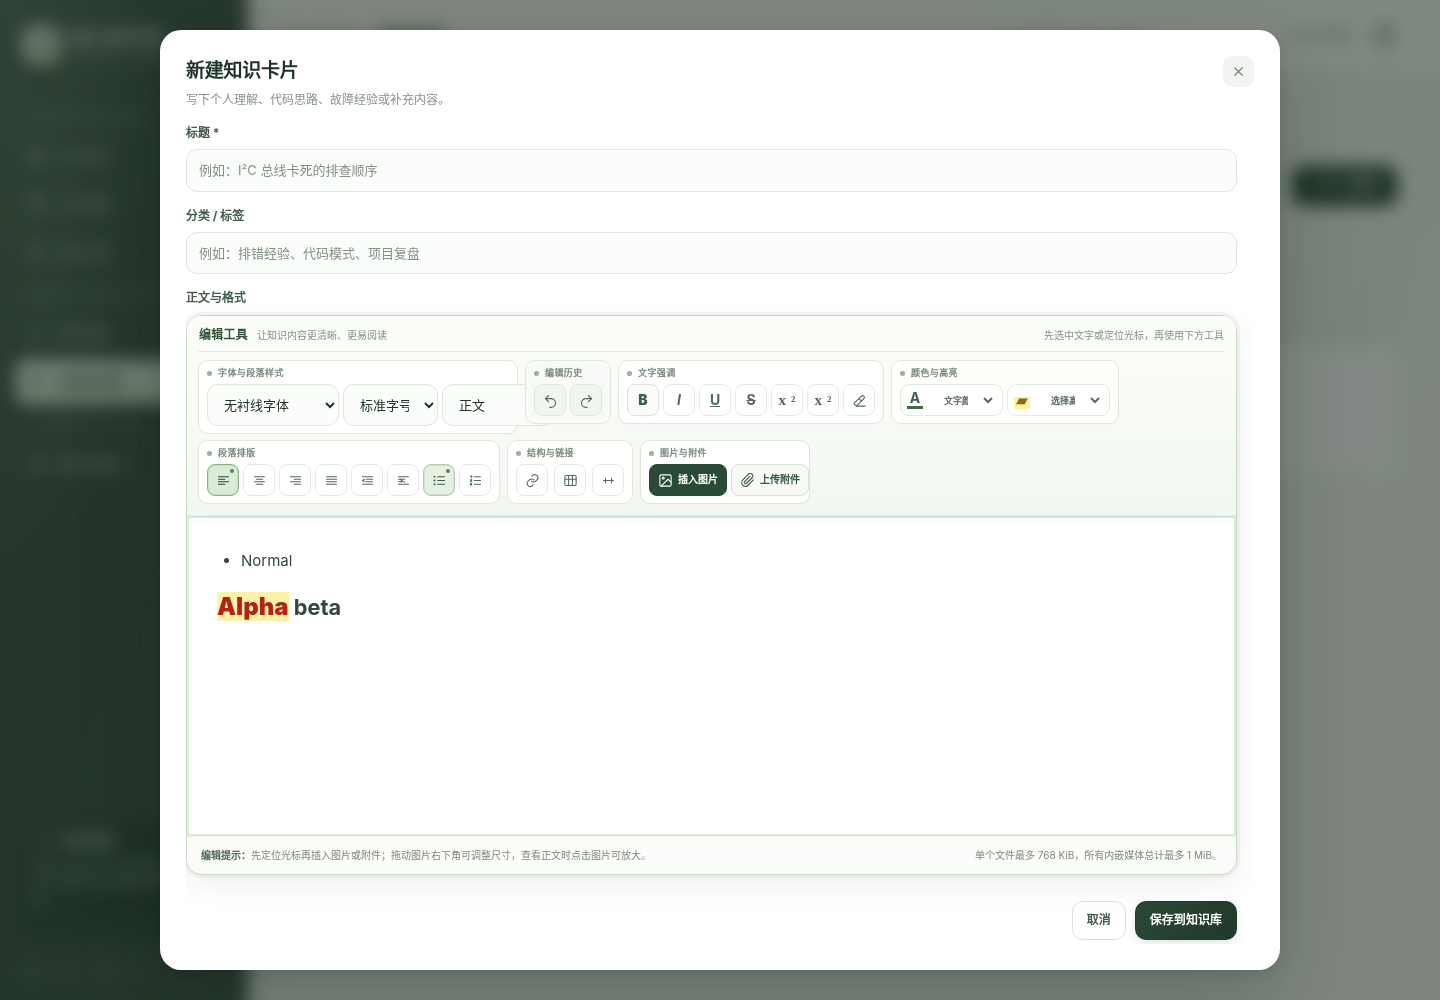 新建知识卡片
写下个人理解、代码思路、故障经验或补充内容。
标题 *
例如：I²C 总线卡死的排查顺序
分类 / 标签
例如：排错经验、代码模式、项目复盘
正文与格式
编辑工具 让知识内容更清晰、更易阅读 先选中文字或定位光标，再使用下方工具
字体与段落样式 编辑历史 文字强调 颜色与高亮
无衬线字体 标准字号 正文 B I U S x 2 x 2 A 文字 选择
段落排版 结构与链接 图片与附件
插入图片 上传附件
Normal
Alpha beta
编辑提示：先定位光标再插入图片或附件；拖动图片右下角可调整尺寸，查看正文时点击图片可放大。 单个文件最多 768 KiB，所有内嵌媒体总计最多 1 MiB。
取消 保存到知识库